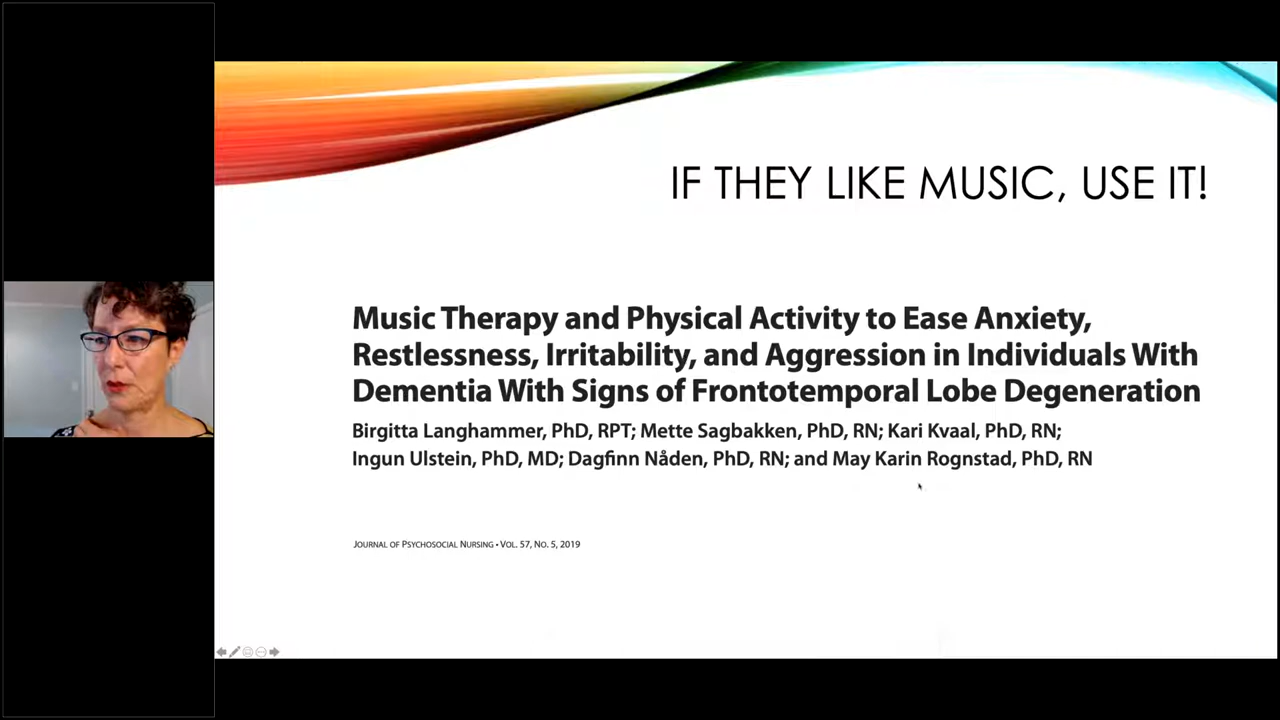 IF THEY LIKE MUSIC, USE IT!
Music Therapy and Physical Activity to Ease Anxiety,
Restlessness, Irritability, and Aggression in Individuals With
Dementia With Signs of Frontotemporal Lobe Degeneration
Birgitta Langhammer, PhD, RPT; Mette Sagbakken, PhD, RN; Kari Kvaal, PhD, RN;
Ingun Ulstein, PhD, MD; Dagfinn Nåden, PhD, RN; and May Karin Rognstad, PhD, RN
Journal of Psychosocial Nursing • Vol. 57, No. 5, 2019